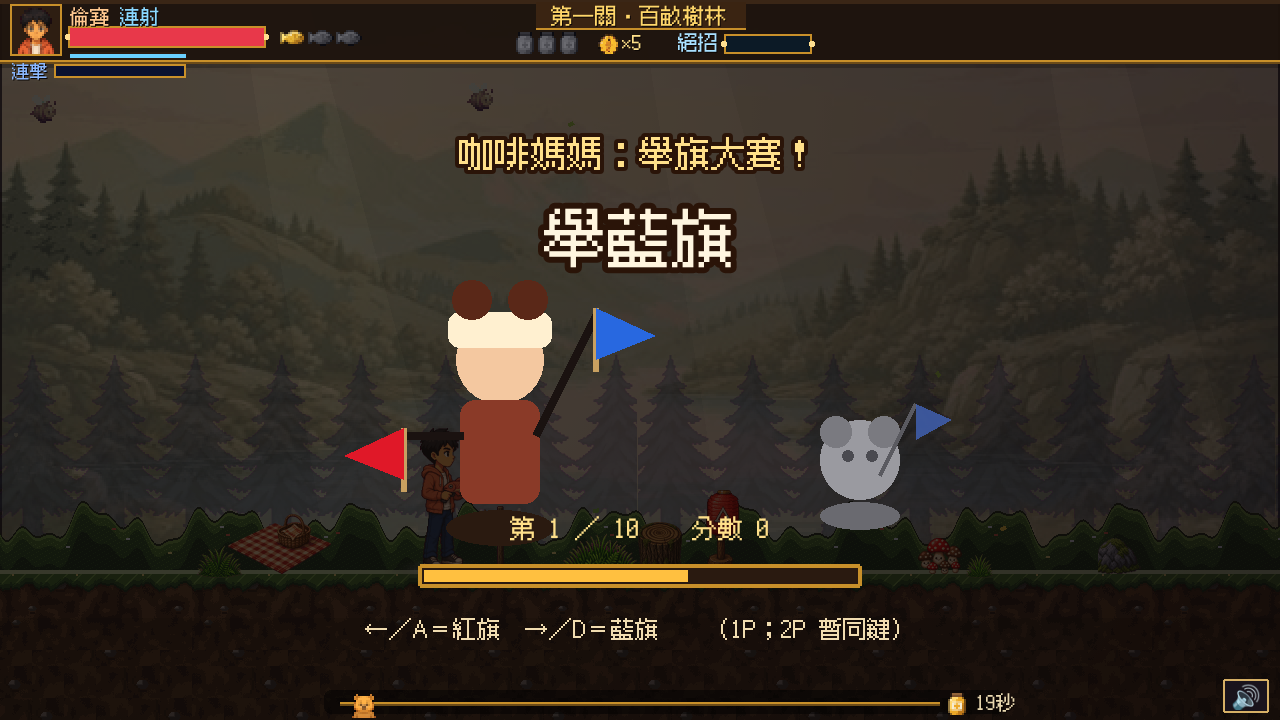 倫寶 連射
第一關·百畝樹林
×5
絕招
連擊
咖啡媽媽：舉旗大賽！
舉藍旗
第 1 ／ 10 分數 0
←／A＝紅旗 →／D＝藍旗 （1P；2P 暫同鍵）
19秒